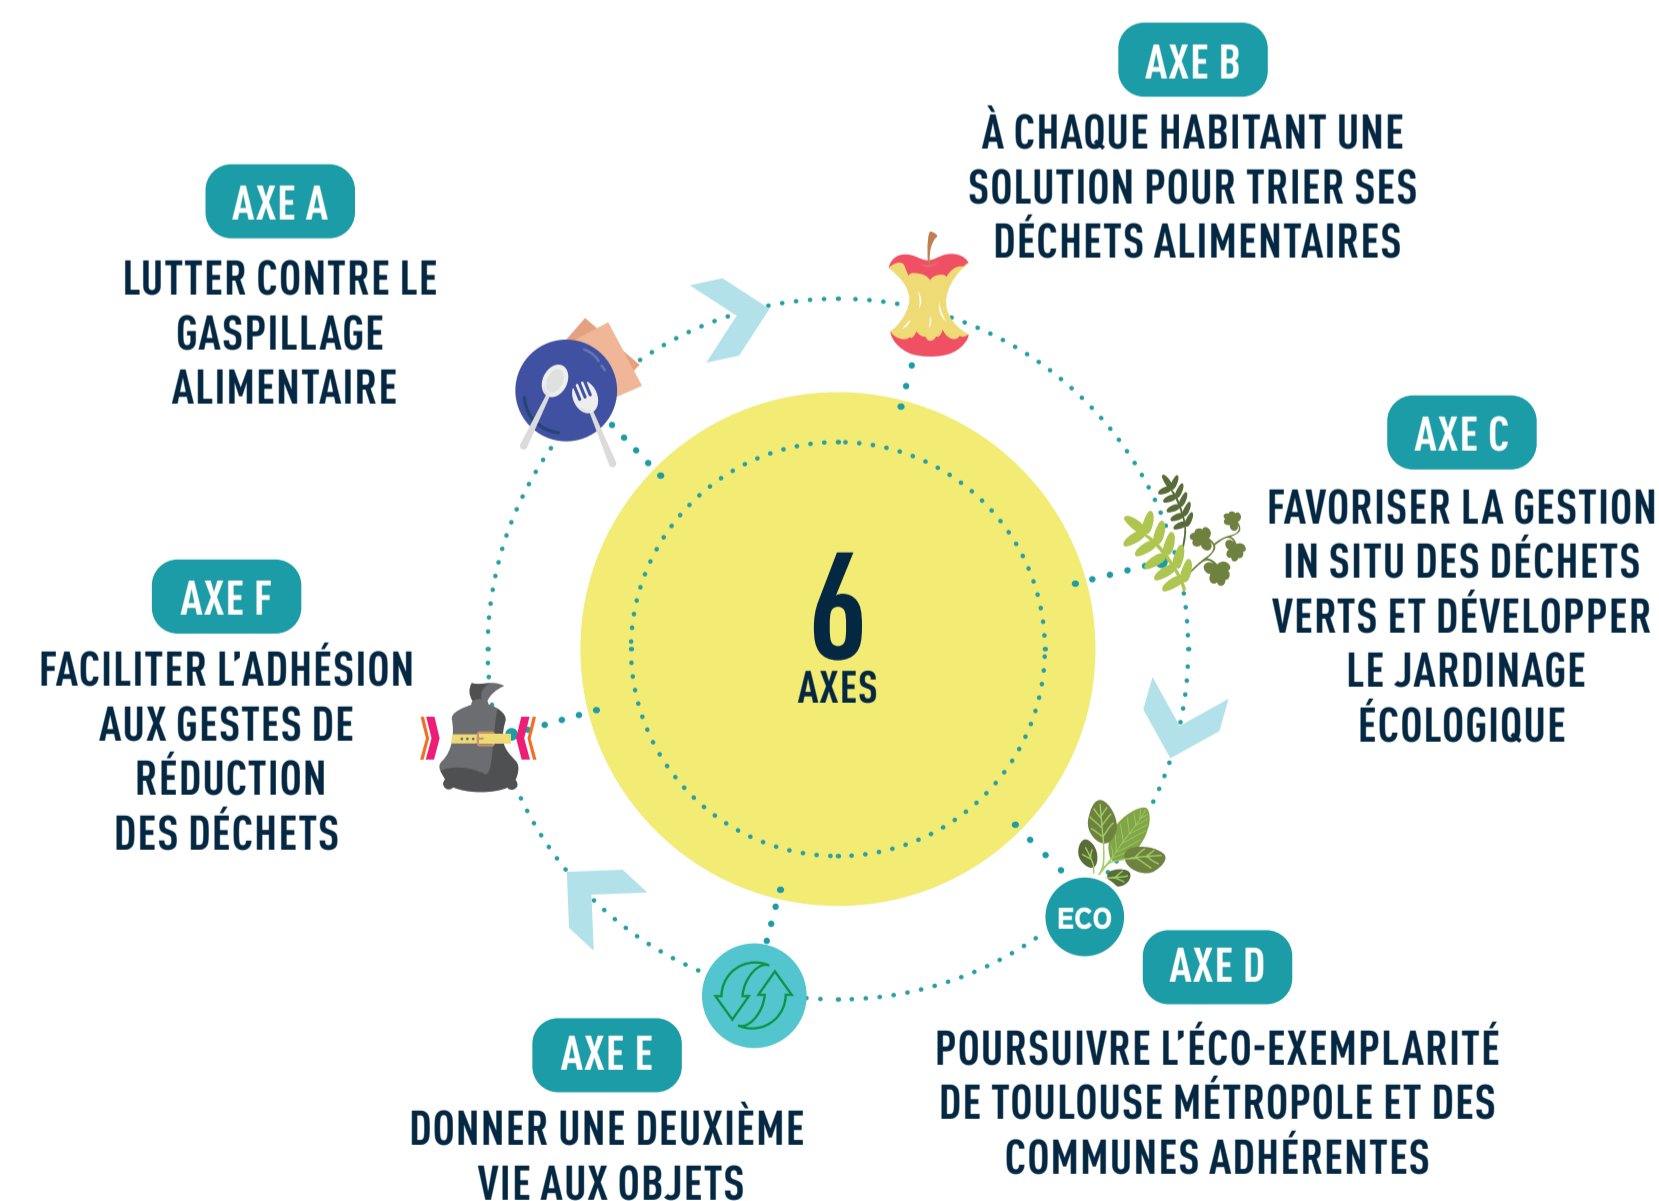 AXE A
LUTTER CONTRE LE
GASPILLAGE
ALIMENTAIRE
AXE B
À CHAQUE HABITANT UNE
SOLUTION POUR TRIER SES
DÉCHETS ALIMENTAIRES
AXE C
FAVORISER LA GESTION
IN SITU DES DÉCHETS
VERTS ET DÉVELOPPER
LE JARDINAGE
ÉCOLOGIQUE
ECO
AXE D
POURSUIVRE L'ÉCO-EXEMPLARITÉ
DE TOULOUSE MÉTROPOLE ET DES
COMMUNES ADHÉRENTES
AXE E
DONNER UNE DEUXIÈME
VIE AUX OBJETS
AXE F
FACILITER L'ADHÉSION
AUX GESTES DE
RÉDUCTION
DES DÉCHETS
6
AXES